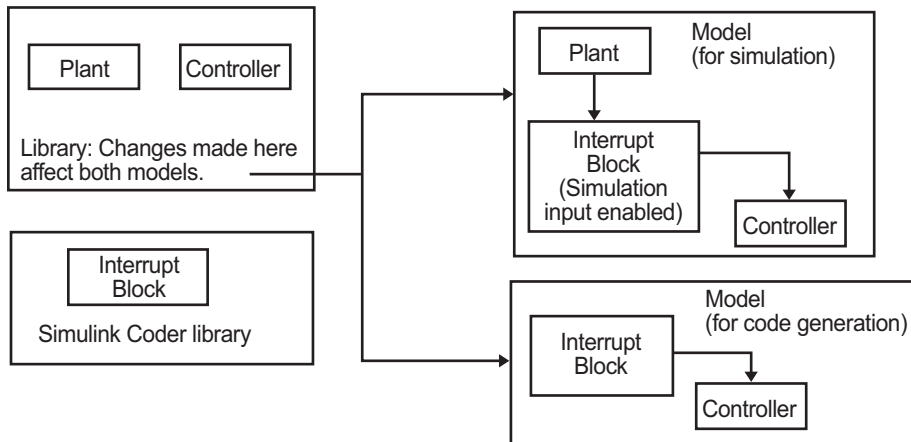 Plant
Controller
Library: Changes made here
affect both models.
Interrupt
Block
Simulink Coder library
Model
(for simulation)
Plant
Interrupt
Block
(Simulation
input enabled)
Controller
Model
(for code generation)
Interrupt
Block
Controller